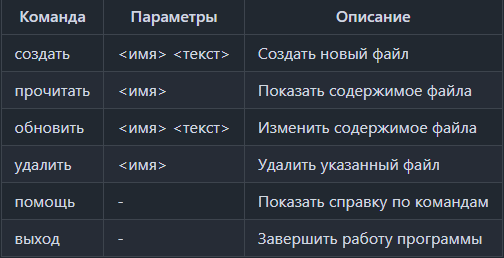 Команда Параметры Описание
создать <имя> <текст> Создать новый файл
прочитать <имя> Показать содержимое файла
обновить <имя> <текст> Изменить содержимое файла
удалить <имя> Удалить указанный файл
помощь - Показать справку по командам
выход - Завершить работу программы